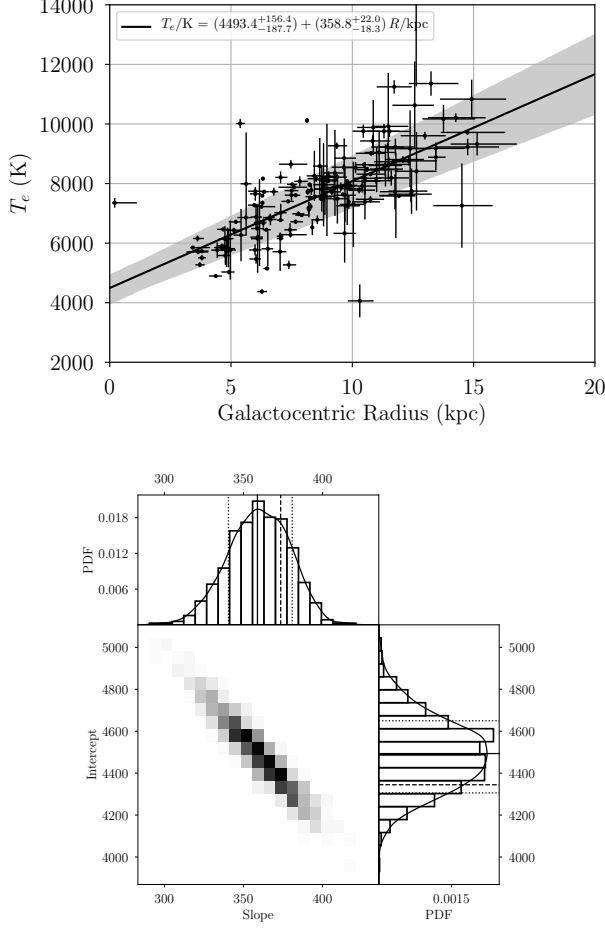 14000
T_e/K = (4493.4^{+156.4}_{−187.7}) + (358.8^{+22.0}_{−18.3}) R/kpc
12000
10000
T_e (K)
8000
6000
4000
2000
0 5 10 15 20
Galactocentric Radius (kpc)
300 350 400
0.018
0.012
PDF
0.006
5000 5000
4800 4800
4600 4600
Intercept
4400 4400
4200 4200
4000 4000
300 350 400 0.0015
Slope PDF